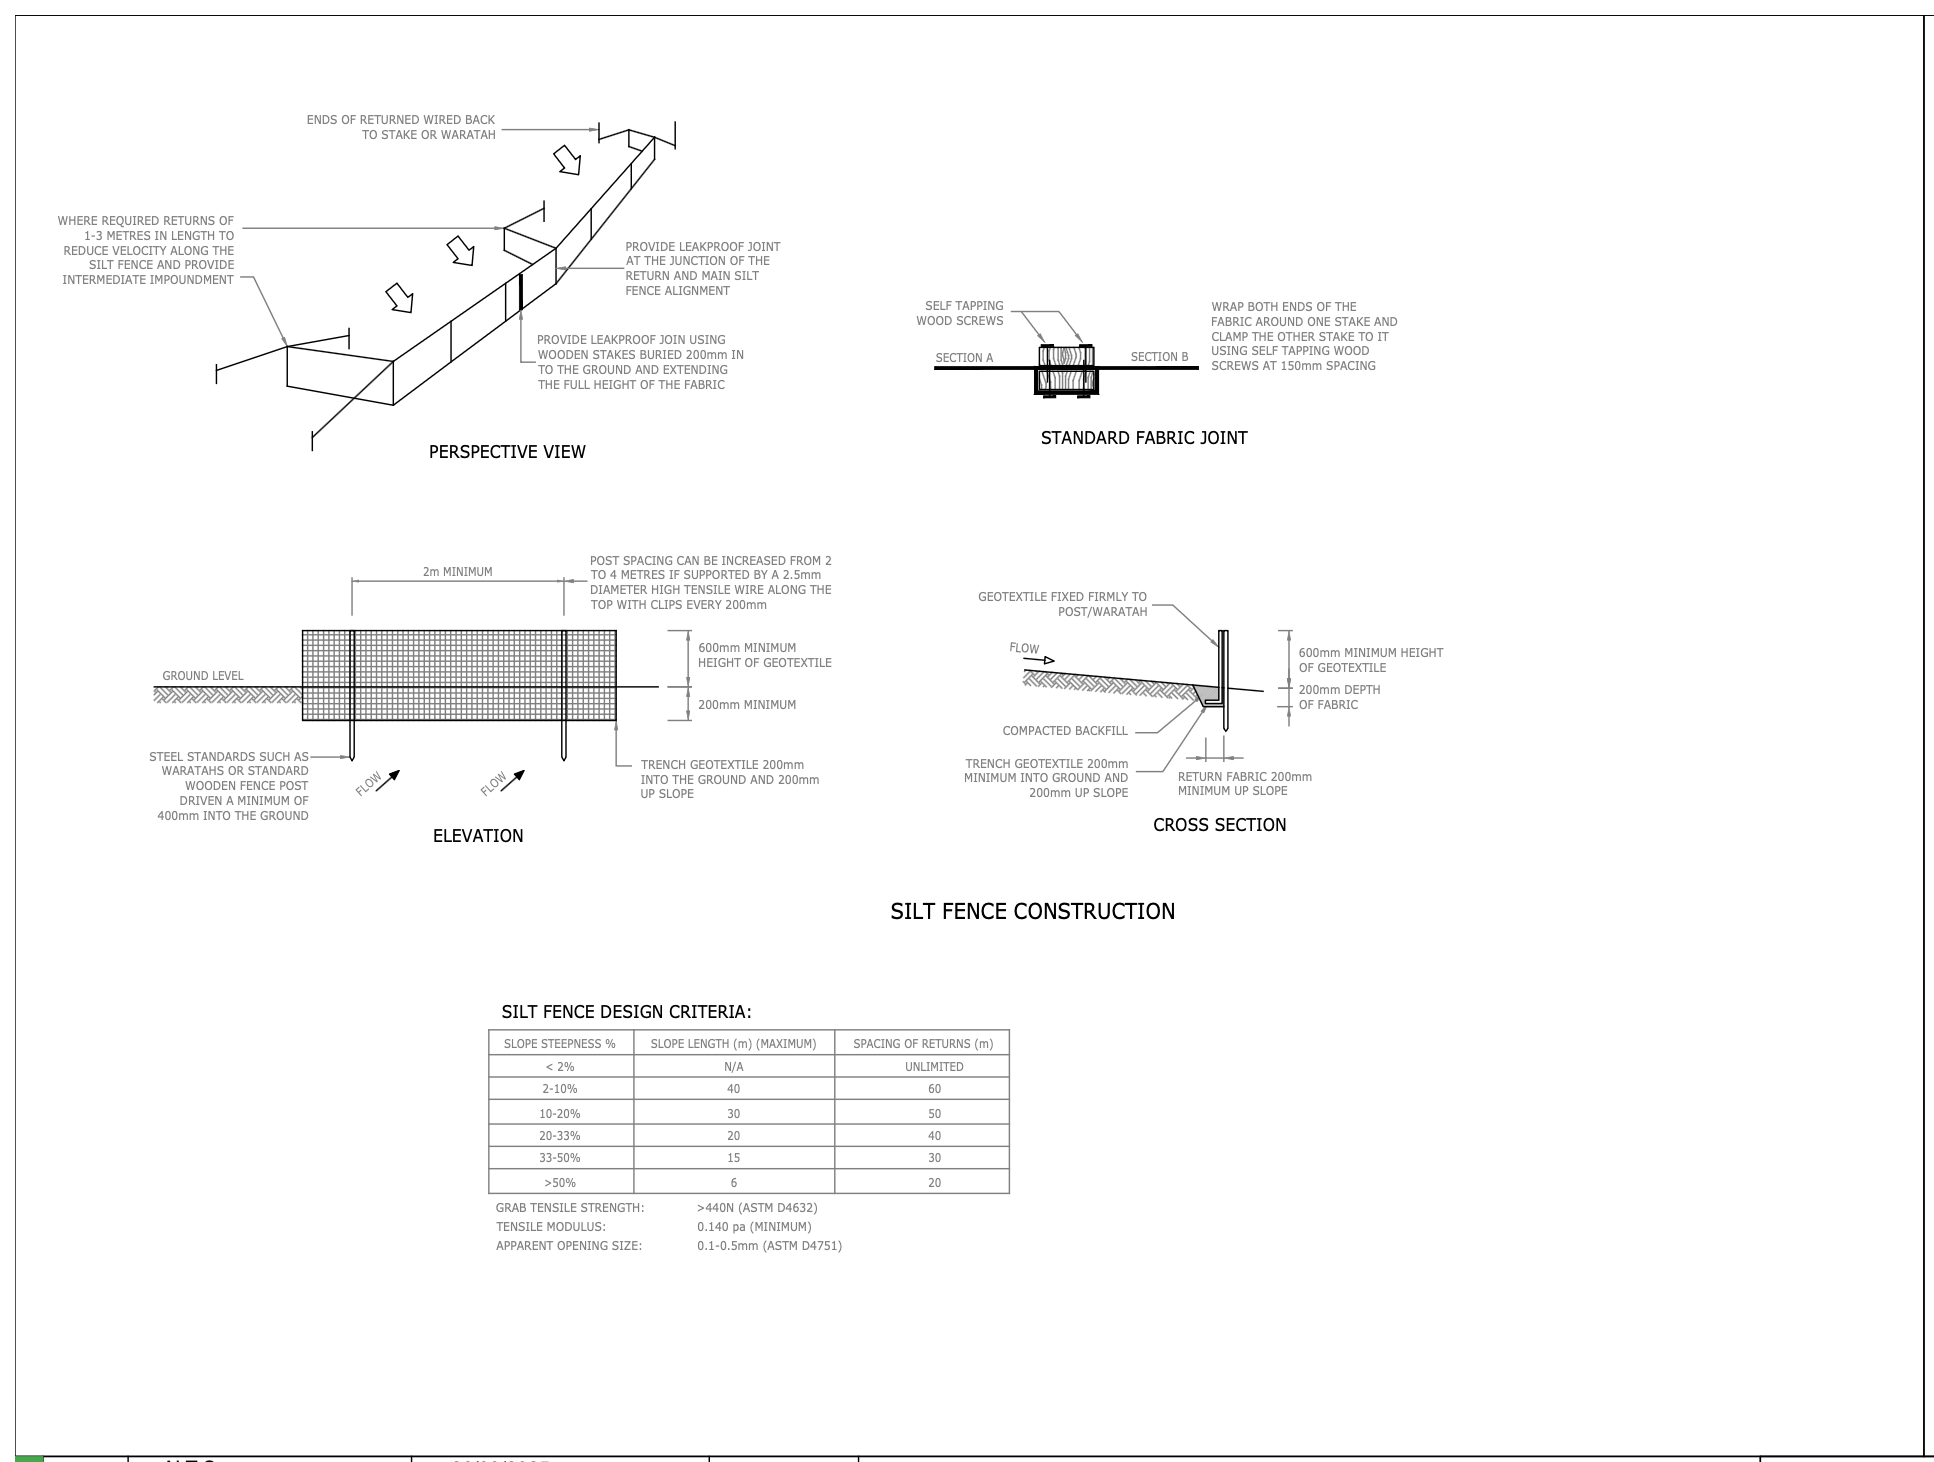 ENDS OF RETURNED WIRED BACK
TO STAKE OR WARATAH
WHERE REQUIRED RETURNS OF
1-3 METRES IN LENGTH TO
REDUCE VELOCITY ALONG THE
SILT FENCE AND PROVIDE
INTERMEDIATE IMPOUNDMENT
PROVIDE LEAKPROOF JOINT
AT THE JUNCTION OF THE
RETURN AND MAIN SILT
FENCE ALIGNMENT
PROVIDE LEAKPROOF JOIN USING
WOODEN STAKES BURIED 200mm IN
TO THE GROUND AND EXTENDING
THE FULL HEIGHT OF THE FABRIC
PERSPECTIVE VIEW
SELF TAPPING
WOOD SCREWS
SECTION A
SECTION B
WRAP BOTH ENDS OF THE
FABRIC AROUND ONE STAKE AND
CLAMP THE OTHER STAKE TO IT
USING SELF TAPPING WOOD
SCREWS AT 150mm SPACING
STANDARD FABRIC JOINT
2m MINIMUM
POST SPACING CAN BE INCREASED FROM 2
TO 4 METRES IF SUPPORTED BY A 2.5mm
DIAMETER HIGH TENSILE WIRE ALONG THE
TOP WITH CLIPS EVERY 200mm
600mm MINIMUM
HEIGHT OF GEOTEXTILE
GROUND LEVEL
200mm MINIMUM
STEEL STANDARDS SUCH AS
WARATAHS OR STANDARD
WOODEN FENCE POST
DRIVEN A MINIMUM OF
400mm INTO THE GROUND
FLOW
FLOW
TRENCH GEOTEXTILE 200mm
INTO THE GROUND AND 200mm
UP SLOPE
ELEVATION
GEOTEXTILE FIXED FIRMLY TO
POST/WARATAH
FLOW
600mm MINIMUM HEIGHT
OF GEOTEXTILE
200mm DEPTH
OF FABRIC
COMPACTED BACKFILL
TRENCH GEOTEXTILE 200mm
MINIMUM INTO GROUND AND
200mm UP SLOPE
RETURN FABRIC 200mm
MINIMUM UP SLOPE
CROSS SECTION
SILT FENCE CONSTRUCTION
SILT FENCE DESIGN CRITERIA:
SLOPE STEEPNESS % SLOPE LENGTH (m) (MAXIMUM) SPACING OF RETURNS (m)
< 2% N/A UNLIMITED
2-10% 40 60
10-20% 30 50
20-33% 20 40
33-50% 15 30
>50% 6 20
GRAB TENSILE STRENGTH: >440N (ASTM D4632)
TENSILE MODULUS: 0.140 pa (MINIMUM)
APPARENT OPENING SIZE: 0.1-0.5mm (ASTM D4751)